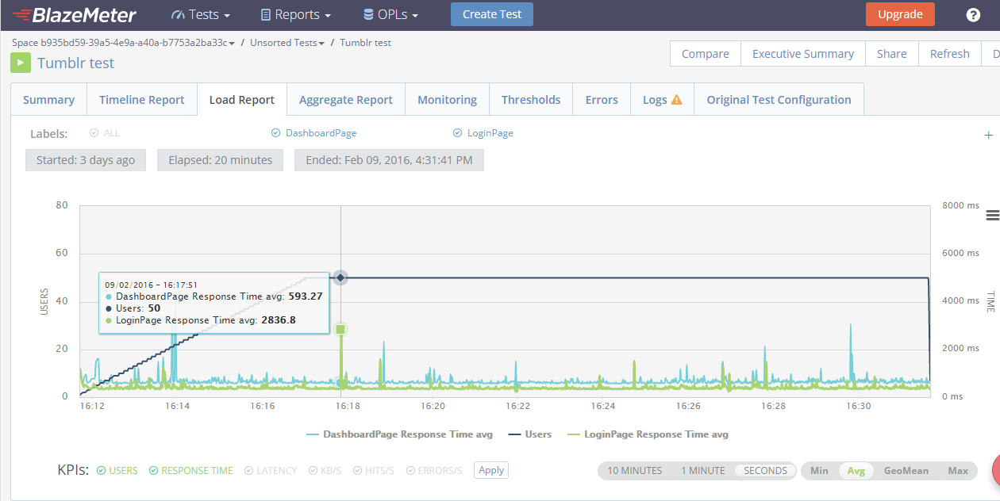 BlazeMeter Tests Reports OPLs Create Test Upgrade ?
Space b935bd59-39a5-4e9a-a40a-b7753a2ba33c / Unsorted Tests / Tumblr test
Tumblr test
Compare Executive Summary Share Refresh D
Summary Timeline Report Load Report Aggregate Report Monitoring Thresholds Errors Logs Original Test Configuration
Labels: ALL DashboardPage LoginPage +
Started: 3 days ago Elapsed: 20 minutes Ended: Feb 09, 2016, 4:31:41 PM
80 8000 ms
60 6000 ms
09/02/2016 - 16:17:51
DashboardPage Response Time avg: 593.27
Users: 50
LoginPage Response Time avg: 2836.8
USERS 40 4000 ms TIME
20 2000 ms
0 0 ms
16:12 16:14 16:16 16:18 16:20 16:22 16:24 16:26 16:28 16:30
DashboardPage Response Time avg Users LoginPage Response Time avg
KPIs: USERS RESPONSE TIME LATENCY KB/S HITS/S ERRORS/S Apply 10 MINUTES 1 MINUTE SECONDS Min Avg GeoMean Max